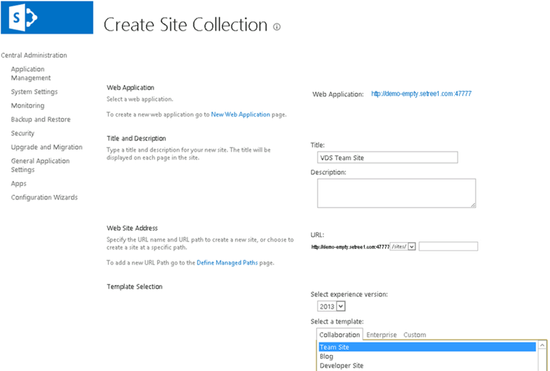 S
Create Site Collection
Central Administration
Application
Management
System Settings
Monitoring
Backup and Restore
Security
Upgrade and Migration
General Application
Settings
Apps
Configuration Wizards
Web Application
Select a web application.
To create a new web application go to New Web Application page.
Web Application: http://demo-empty.setree1.com:47777
Title and Description
Type a title and description for your new site. The title will
be displayed on each page in the site.
Title:
VDS Team Site
Description:
Web Site Address
Specify the URL name and URL path to create a new site, or choose to
create a site at a specific path.
To add a new URL Path go to the Define Managed Paths page.
URL:
http://demo-empty.setree1.com:47777 /sites/
Template Selection
Select experience version:
2013
Select a template:
Collaboration Enterprise Custom
Team Site
Blog
Developer Site